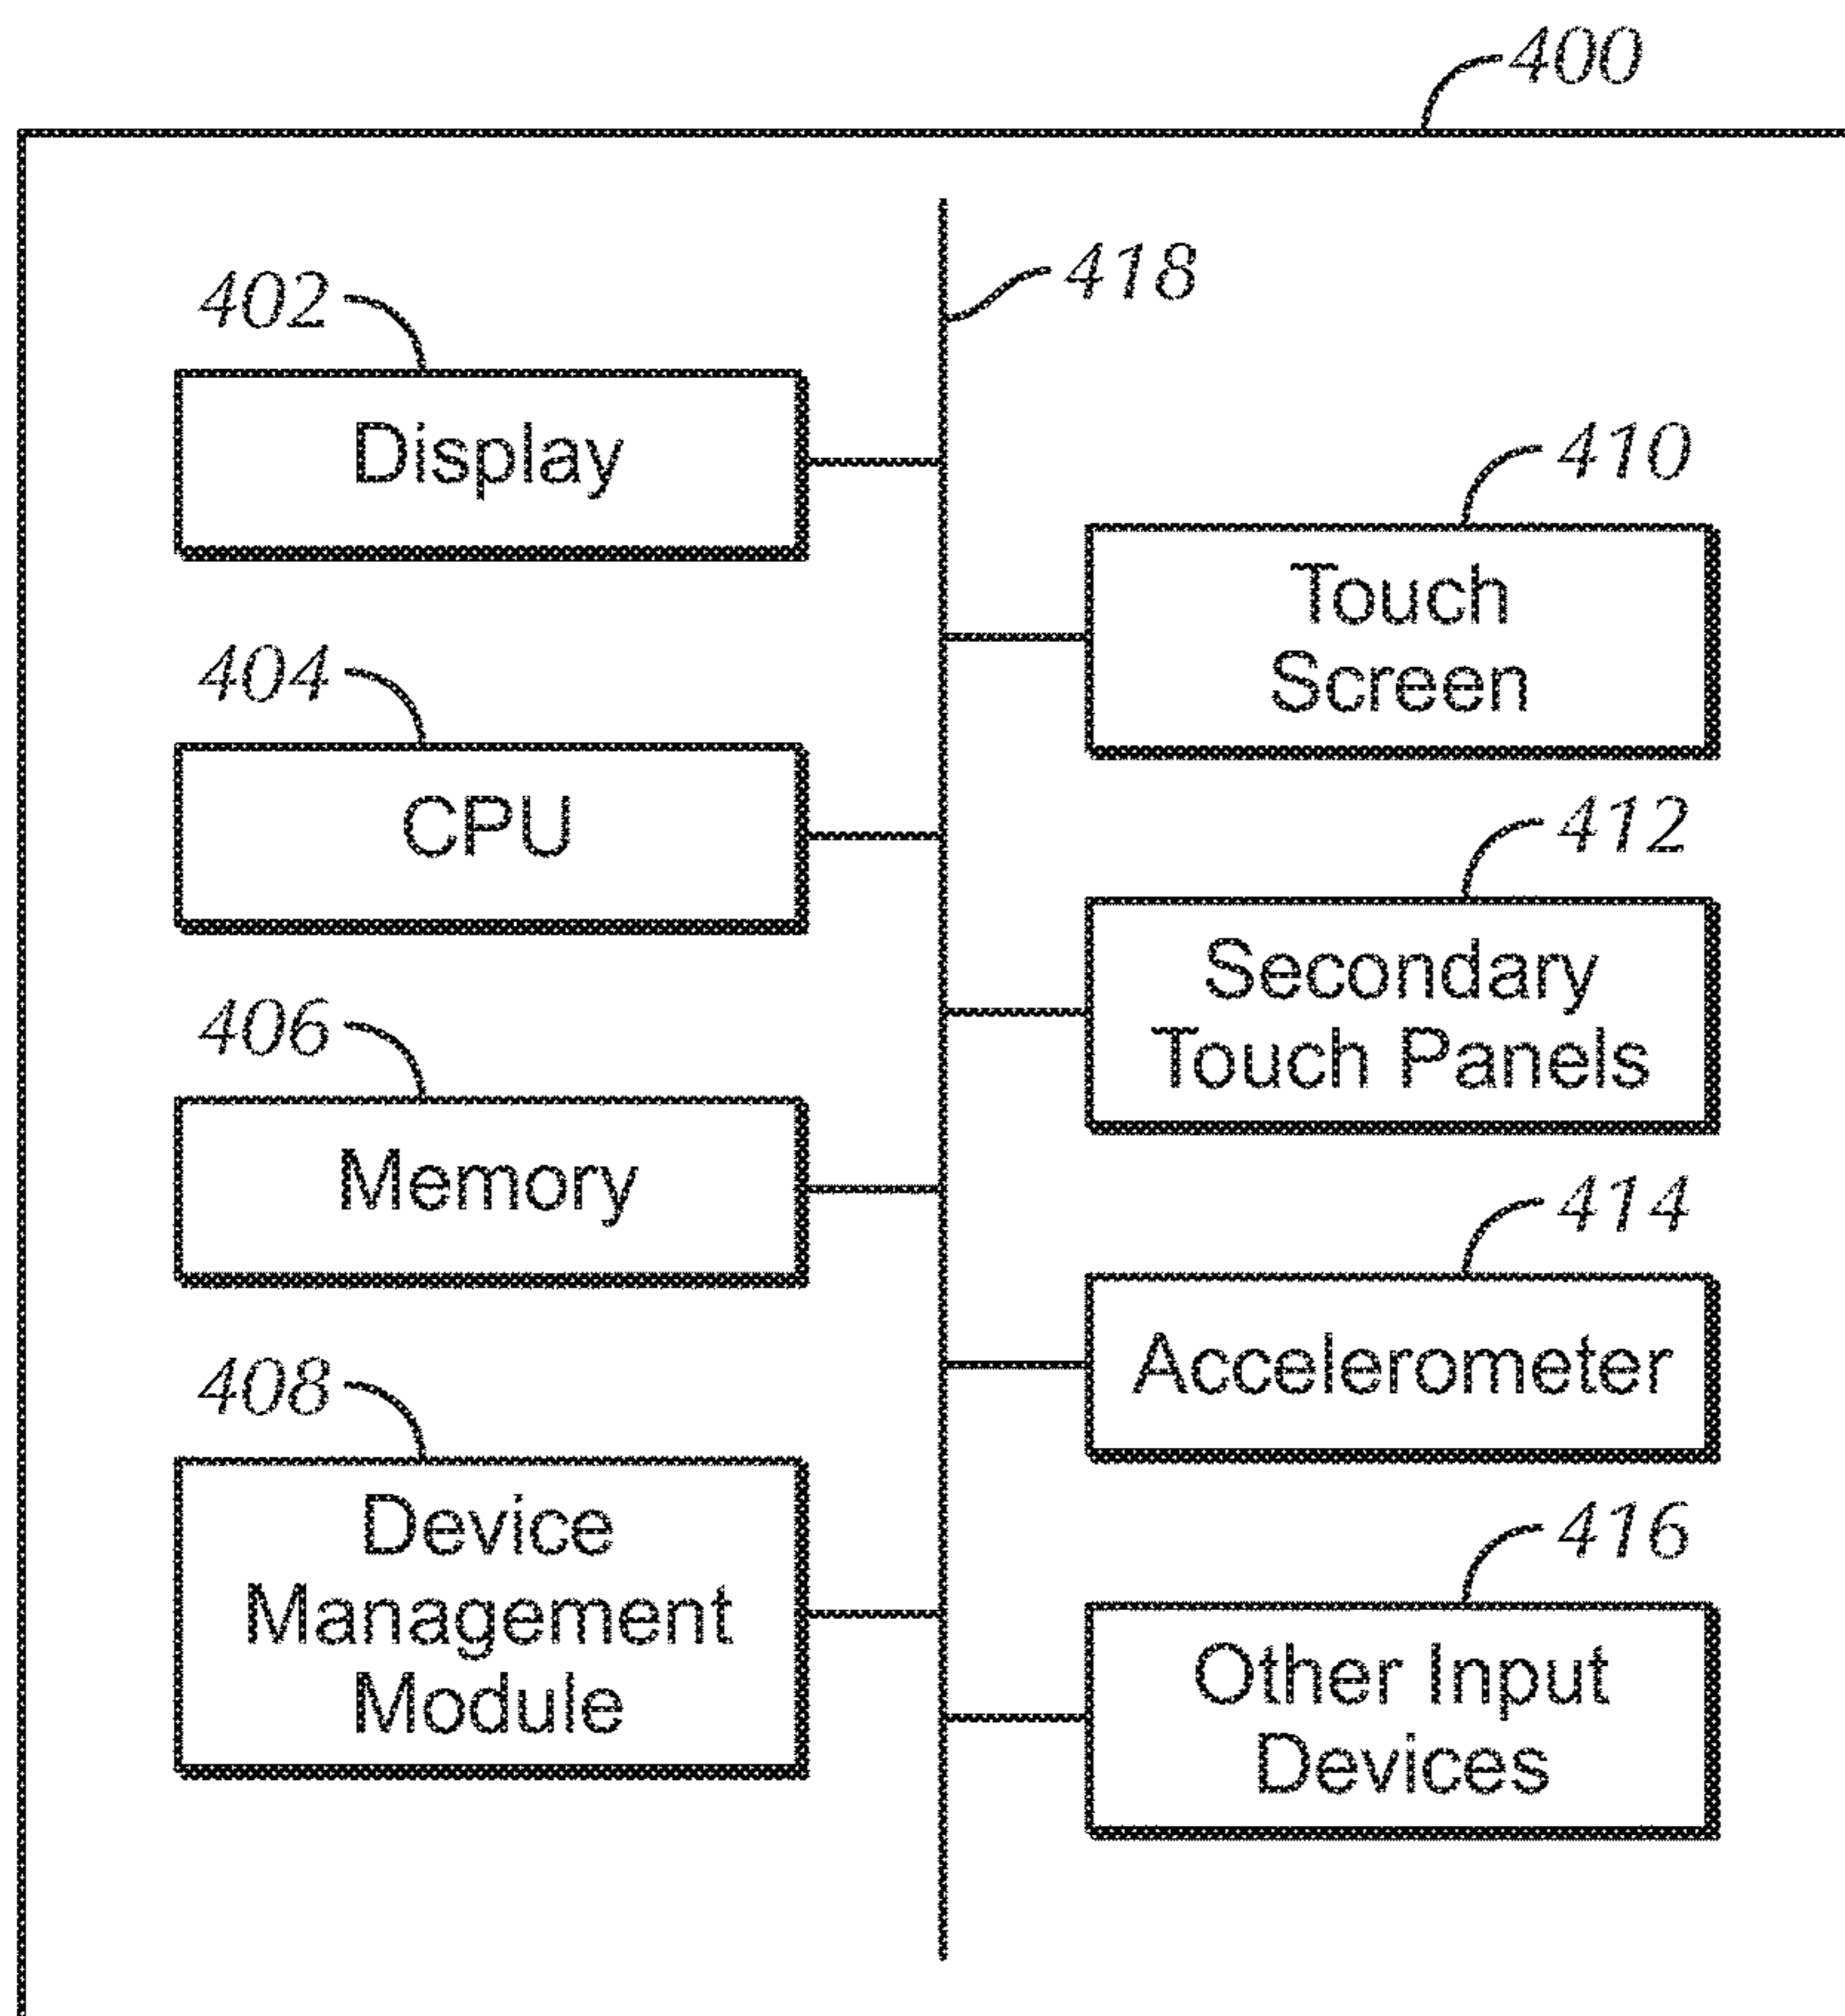 400
418
402
Display
410
Touch
Screen
404
CPU
412
Secondary
Touch Panels
406
Memory
414
Accelerometer
408
Device
Management
Module
416
Other Input
Devices